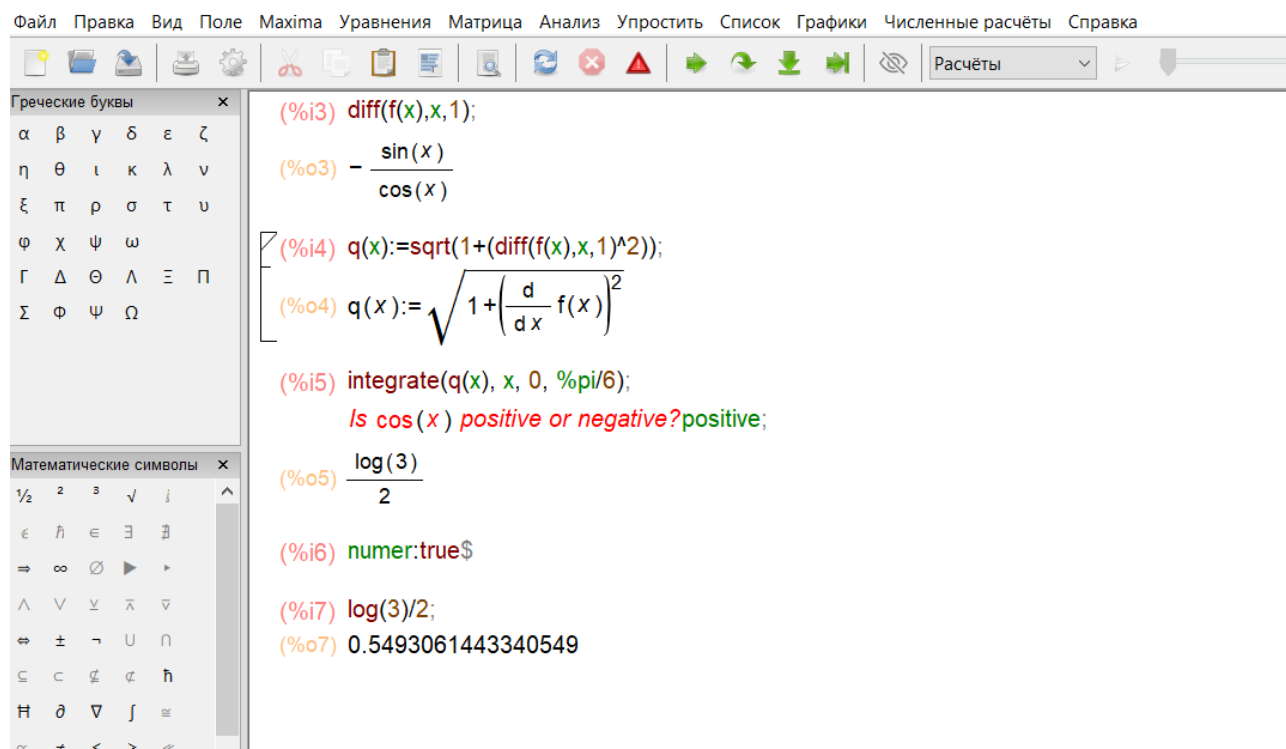 Файл Правка Вид Поле Maxima Уравнения Матрица Анализ Упростить Список Графики Численные расчёты Справка
Расчёты
Греческие буквы ×
α β γ δ ε ζ
η θ ι κ λ ν
ξ π ρ σ τ υ
φ χ ψ ω
Γ Δ Θ Λ Ξ Π
Σ Φ Ψ Ω
Математические символы ×
½ ² ³ √ ⅈ
ϵ ℏ ∈ ∃ ∄
⇒ ∞ ∅ ▶ ‣
∧ ∨ ⊻ ⊼ ⊽
⇔ ± ¬ ∪ ∩
⊆ ⊂ ⊈ ⊄ ħ
Ħ ∂ ∇ ∫ ≅
(%i3) diff(f(x),x,1);
(%o3) − sin(x)
cos(x)
(%i4) q(x):=sqrt(1+(diff(f(x),x,1)^2));
(%o4) q(x):=√1+(d/dx f(x))²
(%i5) integrate(q(x), x, 0, %pi/6);
Is cos(x) positive or negative?positive;
(%o5) log(3)
2
(%i6) numer:true$
(%i7) log(3)/2;
(%o7) 0.5493061443340549